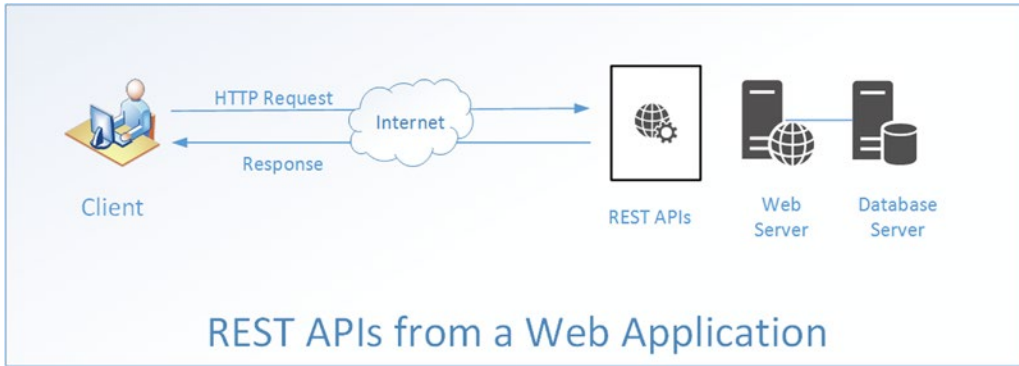 HTTP Request
Internet
Response
Client
REST APIs
Web
Server
Database
Server
REST APIs from a Web Application